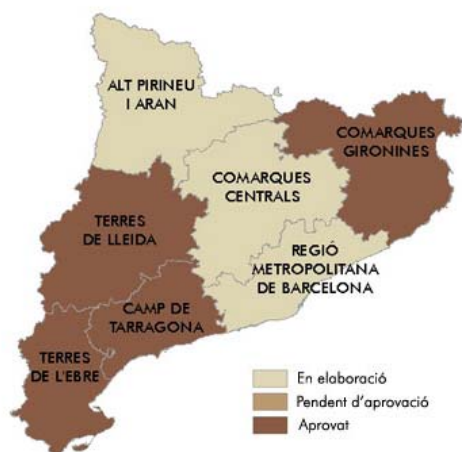 ALT PIRINEU
I ARAN
COMARQUES
GIRONINES
COMARQUES
CENTRALS
TERRES
DE LLEIDA
REGIÓ
METROPOLITANA
DE BARCELONA
CAMP DE
TARRAGONA
TERRES
DE L'EBRE
En elaboració
Pendent d'aprovació
Aprovat